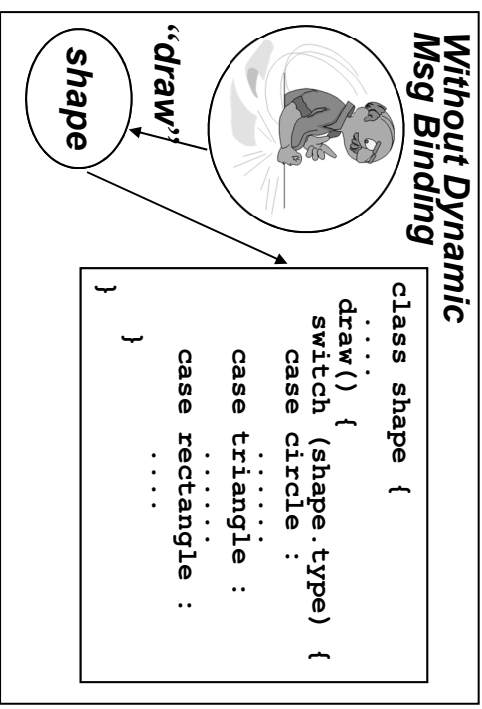 Without Dynamic
Msg Binding
“draw”
shape
class shape {
.....
draw() {
switch (shape.type) {
case circle :
......
case triangle :
......
case rectangle :
....
}
}